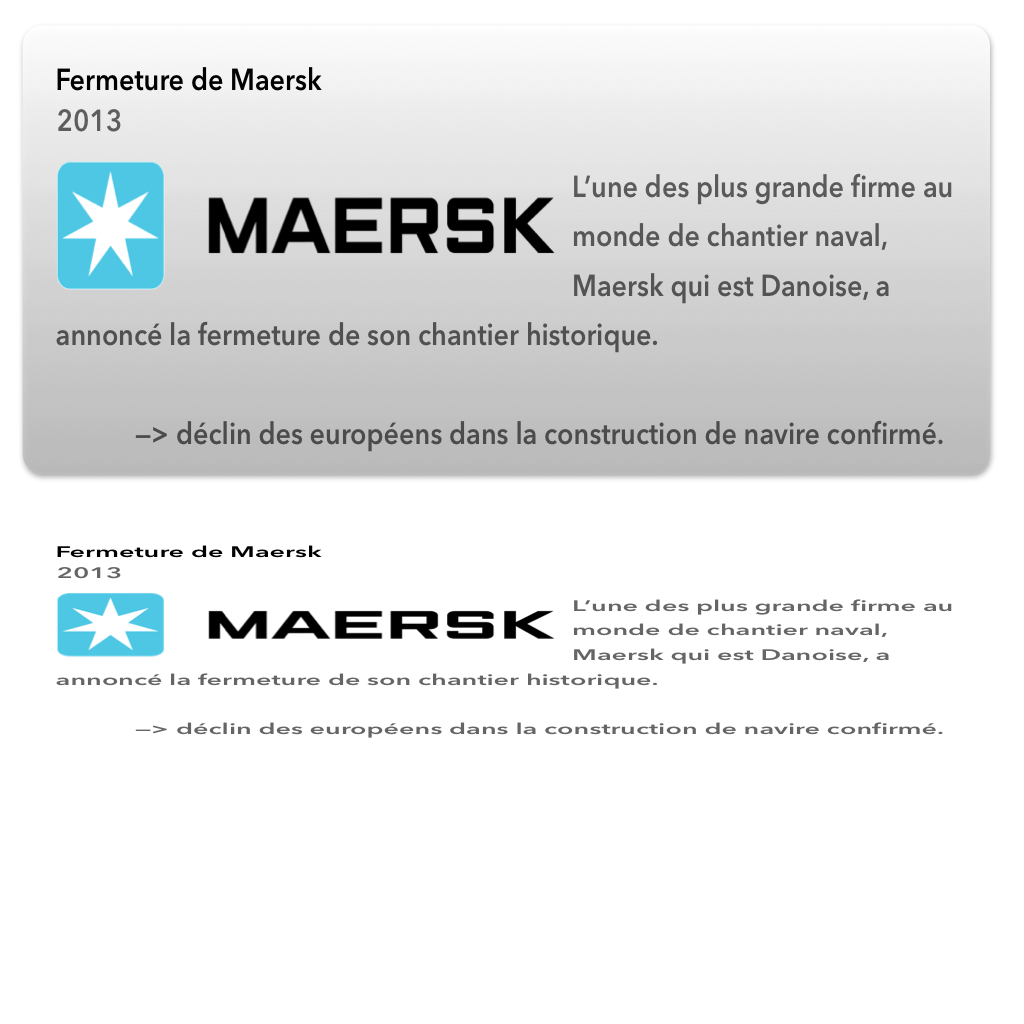 Fermeture de Maersk
2013
MAERSK
L’une des plus grande firme au
monde de chantier naval,
Maersk qui est Danoise, a
annoncé la fermeture de son chantier historique.
—> déclin des européens dans la construction de navire confirmé.
Fermeture de Maersk
2013
MAERSK
L’une des plus grande firme au
monde de chantier naval,
Maersk qui est Danoise, a
annoncé la fermeture de son chantier historique.
—> déclin des européens dans la construction de navire confirmé.